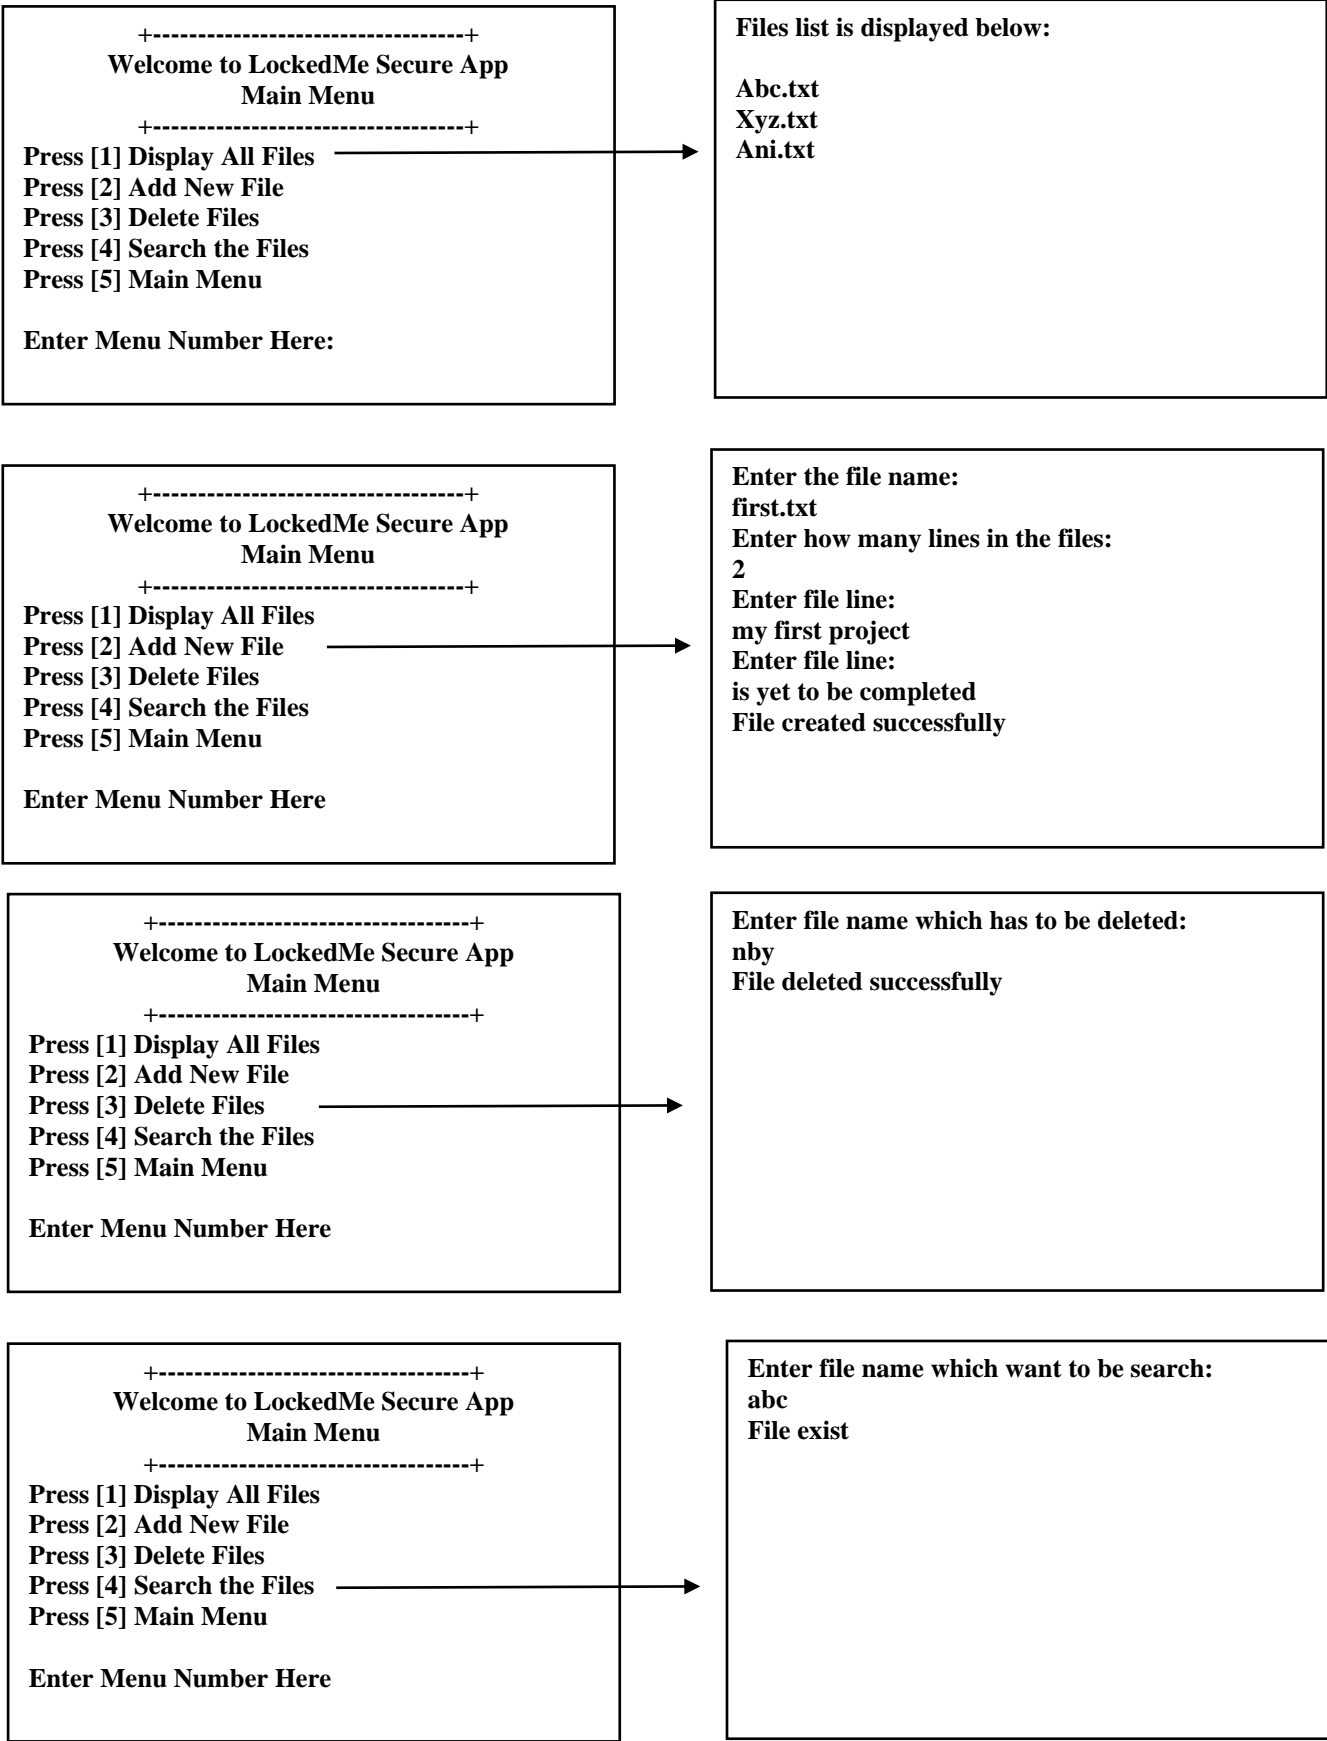 +----------------------------------+
Welcome to LockedMe Secure App
Main Menu
+----------------------------------+
Press [1] Display All Files
Press [2] Add New File
Press [3] Delete Files
Press [4] Search the Files
Press [5] Main Menu
Enter Menu Number Here:
Files list is displayed below:
Abc.txt
Xyz.txt
Ani.txt
+----------------------------------+
Welcome to LockedMe Secure App
Main Menu
+----------------------------------+
Press [1] Display All Files
Press [2] Add New File
Press [3] Delete Files
Press [4] Search the Files
Press [5] Main Menu
Enter Menu Number Here
Enter the file name:
first.txt
Enter how many lines in the files:
2
Enter file line:
my first project
Enter file line:
is yet to be completed
File created successfully
+----------------------------------+
Welcome to LockedMe Secure App
Main Menu
+----------------------------------+
Press [1] Display All Files
Press [2] Add New File
Press [3] Delete Files
Press [4] Search the Files
Press [5] Main Menu
Enter Menu Number Here
Enter file name which has to be deleted:
nby
File deleted successfully
+----------------------------------+
Welcome to LockedMe Secure App
Main Menu
+----------------------------------+
Press [1] Display All Files
Press [2] Add New File
Press [3] Delete Files
Press [4] Search the Files
Press [5] Main Menu
Enter Menu Number Here
Enter file name which want to be search:
abc
File exist